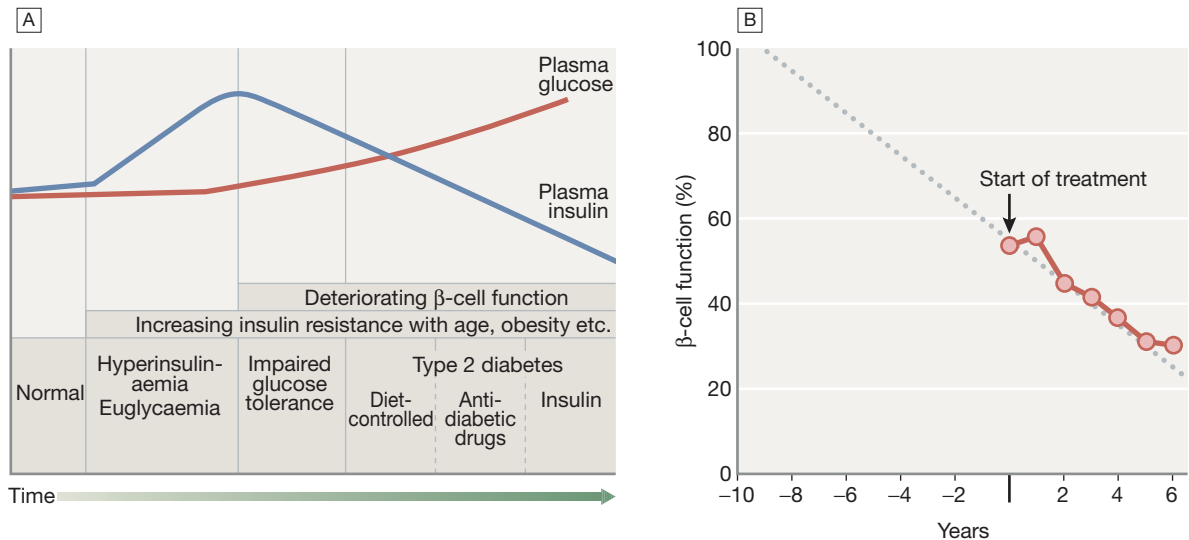 A
Plasma
glucose
Plasma
insulin
Deteriorating β-cell function
Increasing insulin resistance with age, obesity etc.
Normal
Hyperinsulin-
aemia
Euglycaemia
Impaired
glucose
tolerance
Type 2 diabetes
Diet-
controlled
Anti-
diabetic
drugs
Insulin
Time
B
100
80
60
40
20
0
β-cell function (%)
Start of treatment
−10 −8 −6 −4 −2 2 4 6
Years